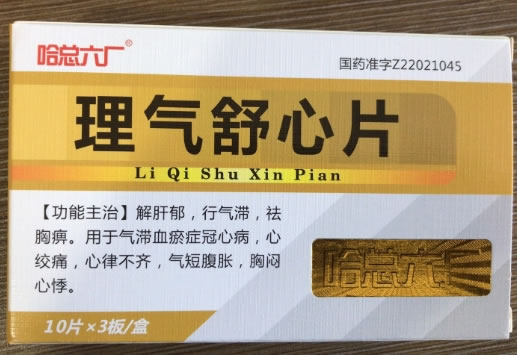 哈总六厂®
国药准字Z22021045
理气舒心片
Li Qi Shu Xin Pian
【功能主治】解肝郁，行气滞，祛
胸痹。用于气滞血瘀症冠心病，心
绞痛，心律不齐，气短腹胀，胸闷
心悸。
哈总六厂
10片×3板/盒